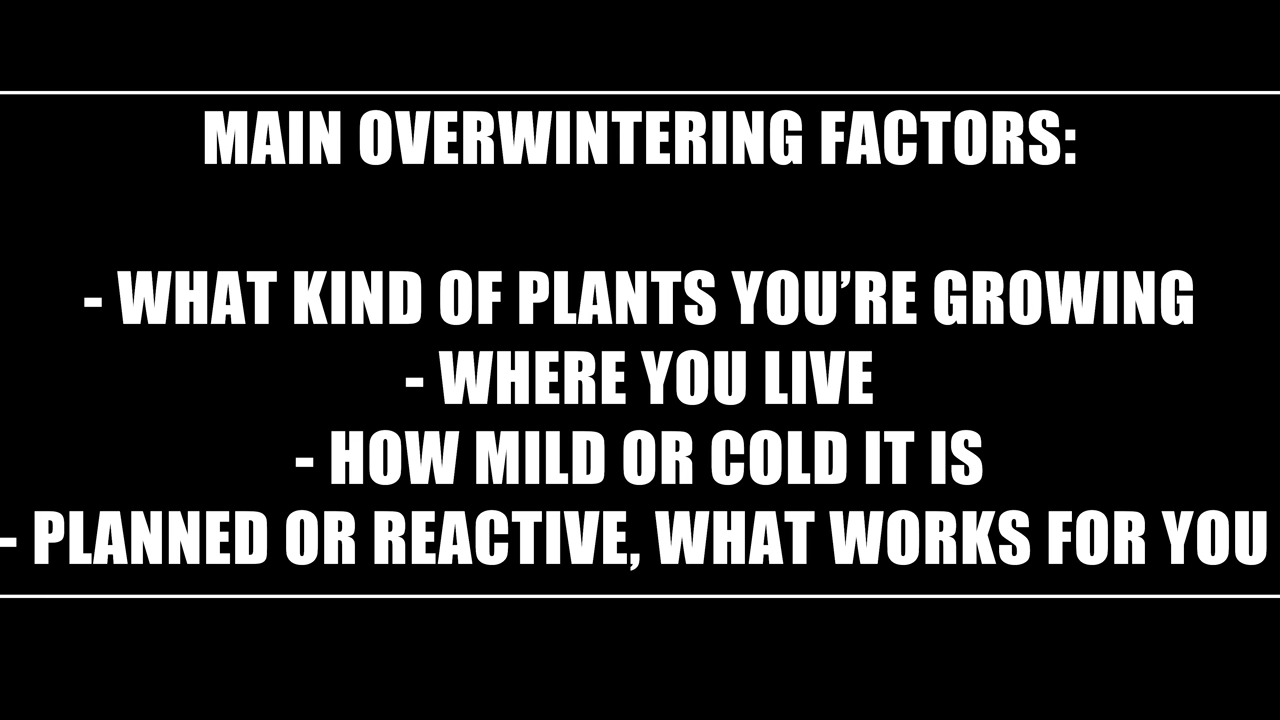 MAIN OVERWINTERING FACTORS:
- WHAT KIND OF PLANTS YOU’RE GROWING
- WHERE YOU LIVE
- HOW MILD OR COLD IT IS
- PLANNED OR REACTIVE, WHAT WORKS FOR YOU